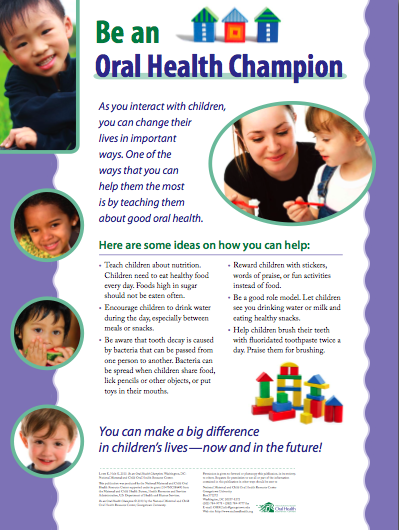 Be an
Oral Health Champion
As you interact with children,
you can change their
lives in important
ways. One of the
ways that you can
help them the most
is by teaching them
about good oral health.
Here are some ideas on how you can help:
• Teach children about nutrition.
Children need to eat healthy food
every day. Foods high in sugar
should not be eaten often.
• Encourage children to drink water
during the day, especially between
meals or snacks.
• Be aware that tooth decay is caused
by bacteria that can be passed from
one person to another. Bacteria can
be spread when children share food,
lick pencils or other objects, or put
toys in their mouths.
• Reward children with stickers,
words of praise, or fun activities
instead of food.
• Be a good role model. Let children
see you drinking water or milk and
eating healthy snacks.
• Help children brush their teeth
with fluoridated toothpaste twice a
day. Praise them for brushing.
You can make a big difference
in children's lives—now and in the future!
Oral Health